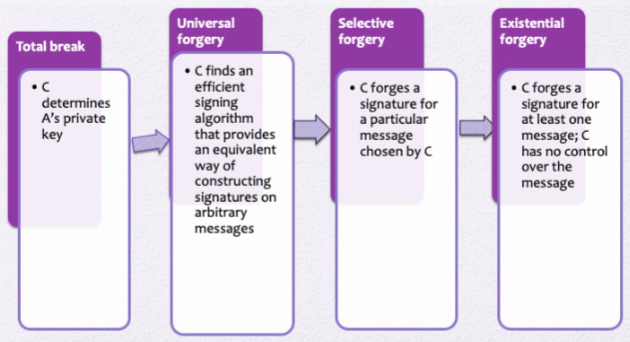 Total break
• C
determines
A's private
key
Universal
forgery
• C finds an
efficient
signing
algorithm
that provides
an equivalent
way of
constructing
signatures on
arbitrary
messages
Selective
forgery
• C forges a
signature for
a particular
message
chosen by C
Existential
forgery
• C forges a
signature for
at least one
message; C
has no control
over the
message